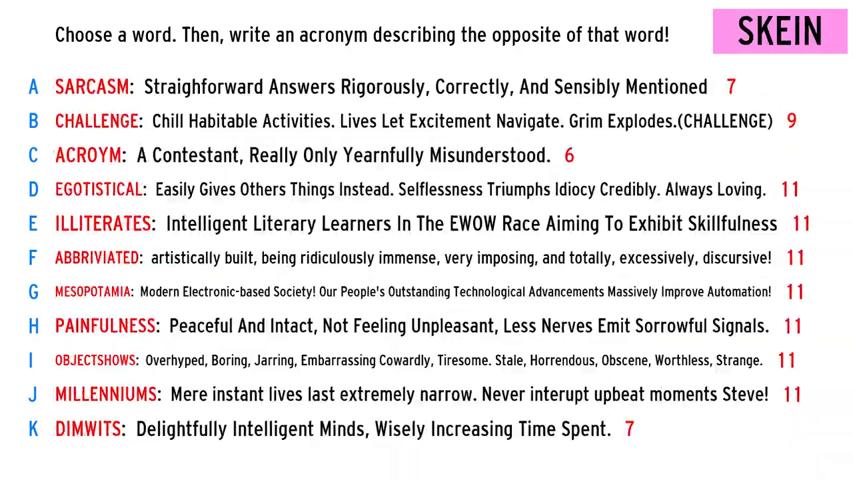 Choose a word. Then, write an acronym describing the opposite of that word!
SKEIN
A SARCASM: Straighforward Answers Rigorously, Correctly, And Sensibly Mentioned 7
B CHALLENGE: Chill Habitable Activities. Lives Let Excitement Navigate. Grim Explodes.(CHALLENGE) 9
C ACROYM: A Contestant, Really Only Yearnfully Misunderstood. 6
D EGOTISTICAL: Easily Gives Others Things Instead. Selflessness Triumphs Idiocy Credibly. Always Loving. 11
E ILLITERATES: Intelligent Literary Learners In The EWOW Race Aiming To Exhibit Skillfulness 11
F ABBRIVIATED: artistically built, being ridiculously immense, very imposing, and totally, excessively, discursive! 11
G MESOPOTAMIA: Modern Electronic-based Society! Our People's Outstanding Technological Advancements Massively Improve Automation! 11
H PAINFULNESS: Peaceful And Intact, Not Feeling Unpleasant, Less Nerves Emit Sorrowful Signals. 11
I OBJECTSHOWS: Overhyped, Boring, Jarring, Embarrassing Cowardly, Tiresome. Stale, Horrendous, Obscene, Worthless, Strange. 11
J MILLENNIUMS: Mere instant lives last extremely narrow. Never interupt upbeat moments Steve! 11
K DIMWITS: Delightfully Intelligent Minds, Wisely Increasing Time Spent. 7